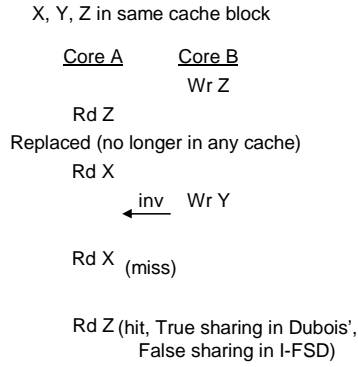 X, Y, Z in same cache block
Core A Core B
Wr Z
Rd Z
Replaced (no longer in any cache)
Rd X
inv Wr Y
Rd X (miss)
Rd Z (hit, True sharing in Dubois',
False sharing in I-FSD)